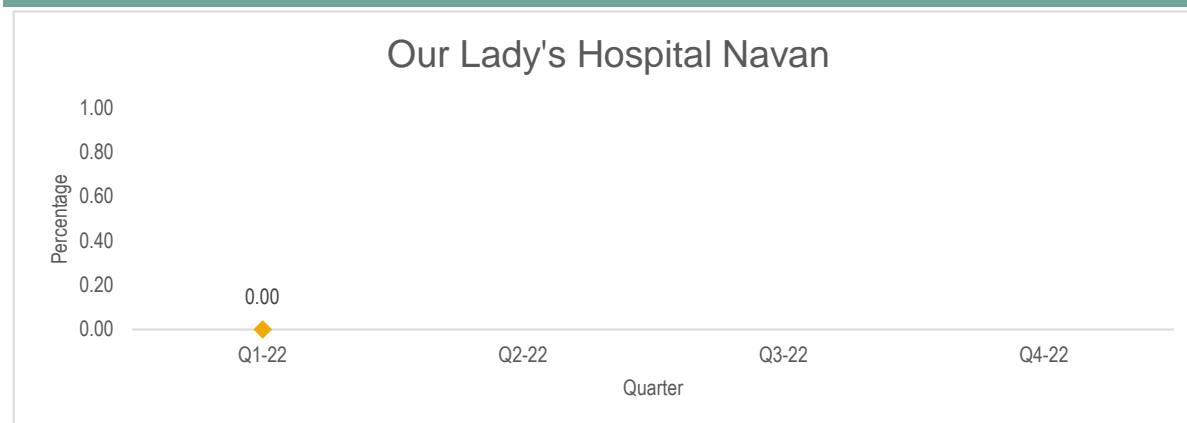 Our Lady's Hospital Navan
1.00
0.80
0.60
0.40
0.20
0.00
Percentage
0.00
Q1-22 Q2-22 Q3-22 Q4-22
Quarter